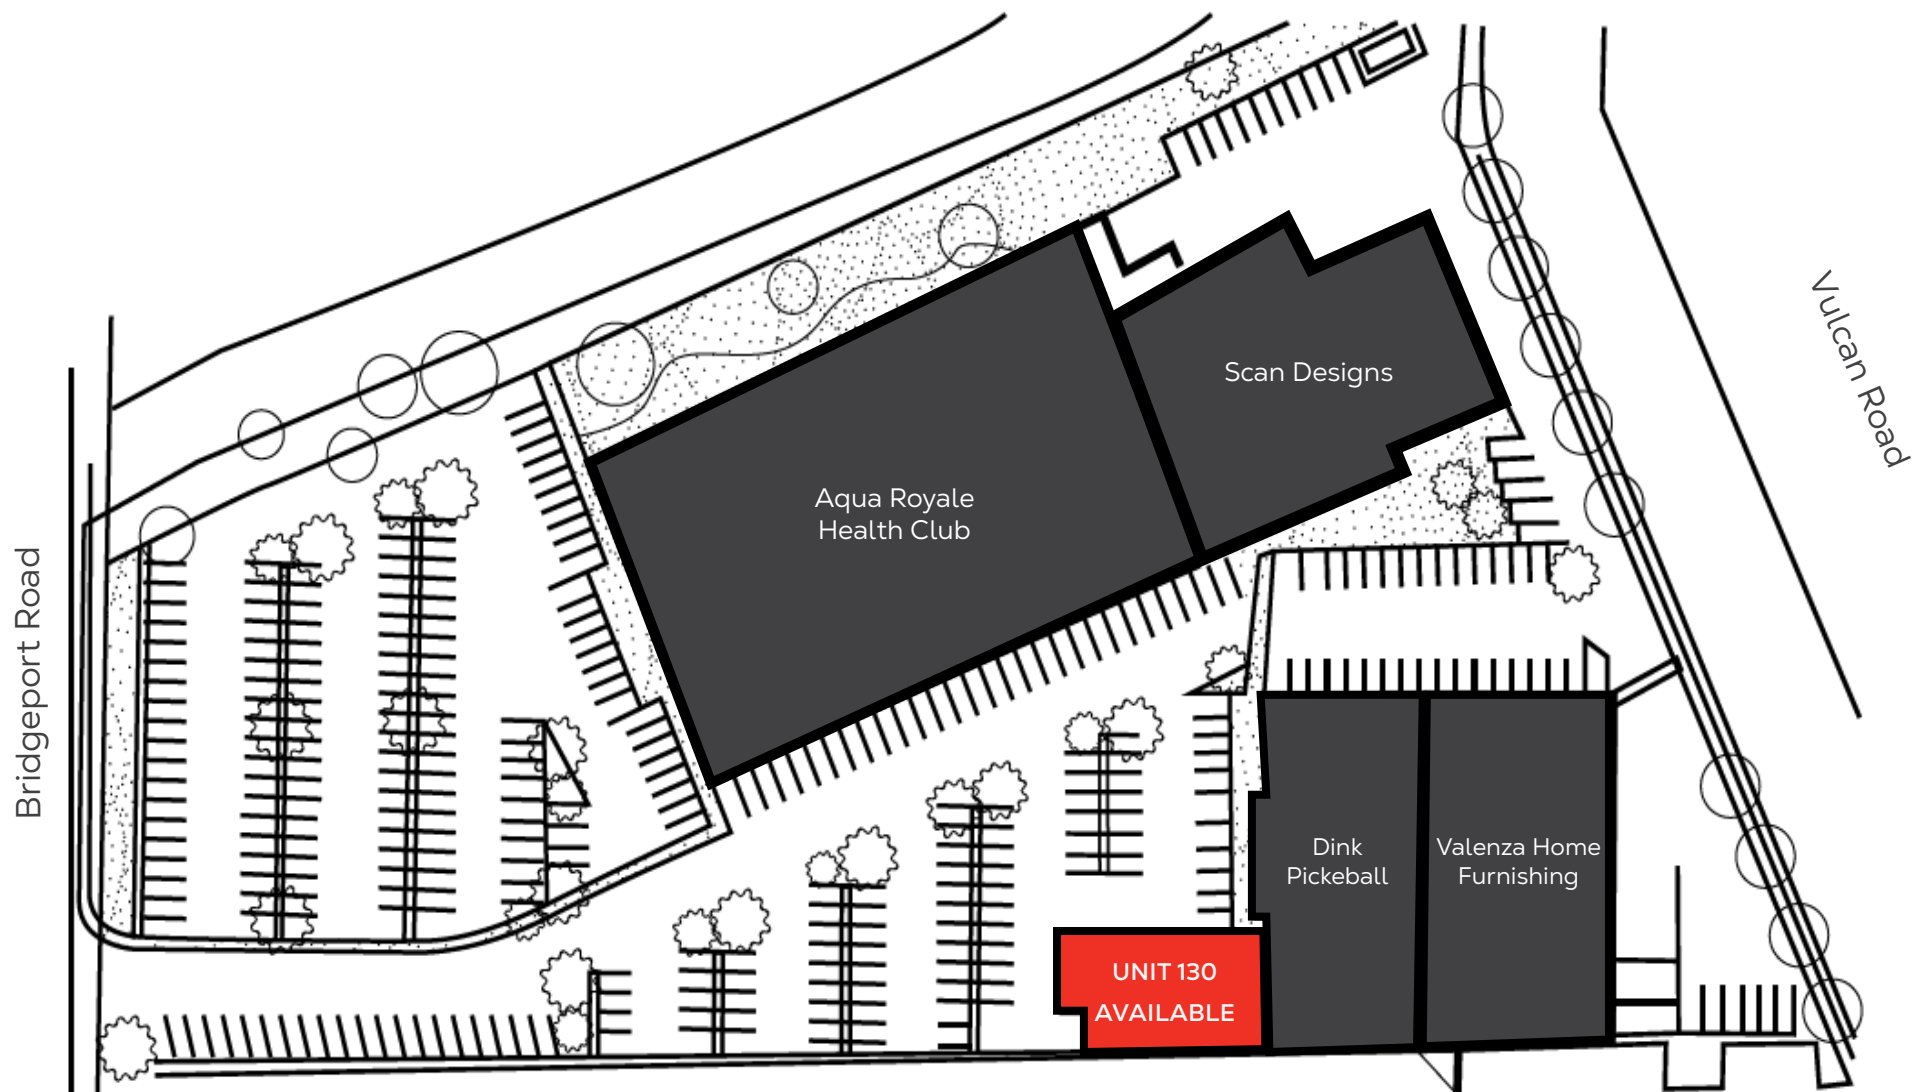 Vulcan Road
Scan Designs
Aqua Royale
Health Club
Bridgeport Road
Dink
Pickeball
Valenza Home
Furnishing
UNIT 130
AVAILABLE